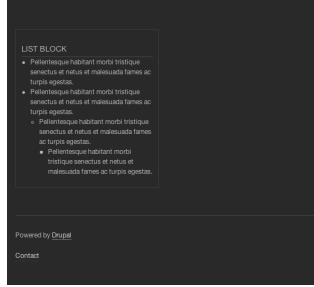 LIST BLOCK
Pellentesque habitant morbi tristique
senectus et netus et malesuada fames ac
turpis egestas.
Pellentesque habitant morbi tristique
senectus et netus et malesuada fames ac
turpis egestas.
Pellentesque habitant morbi tristique
senectus et netus et malesuada fames
ac turpis egestas.
Pellentesque habitant morbi
tristique senectus et netus et
malesuada fames ac turpis egestas.
Powered by Drupal
Contact